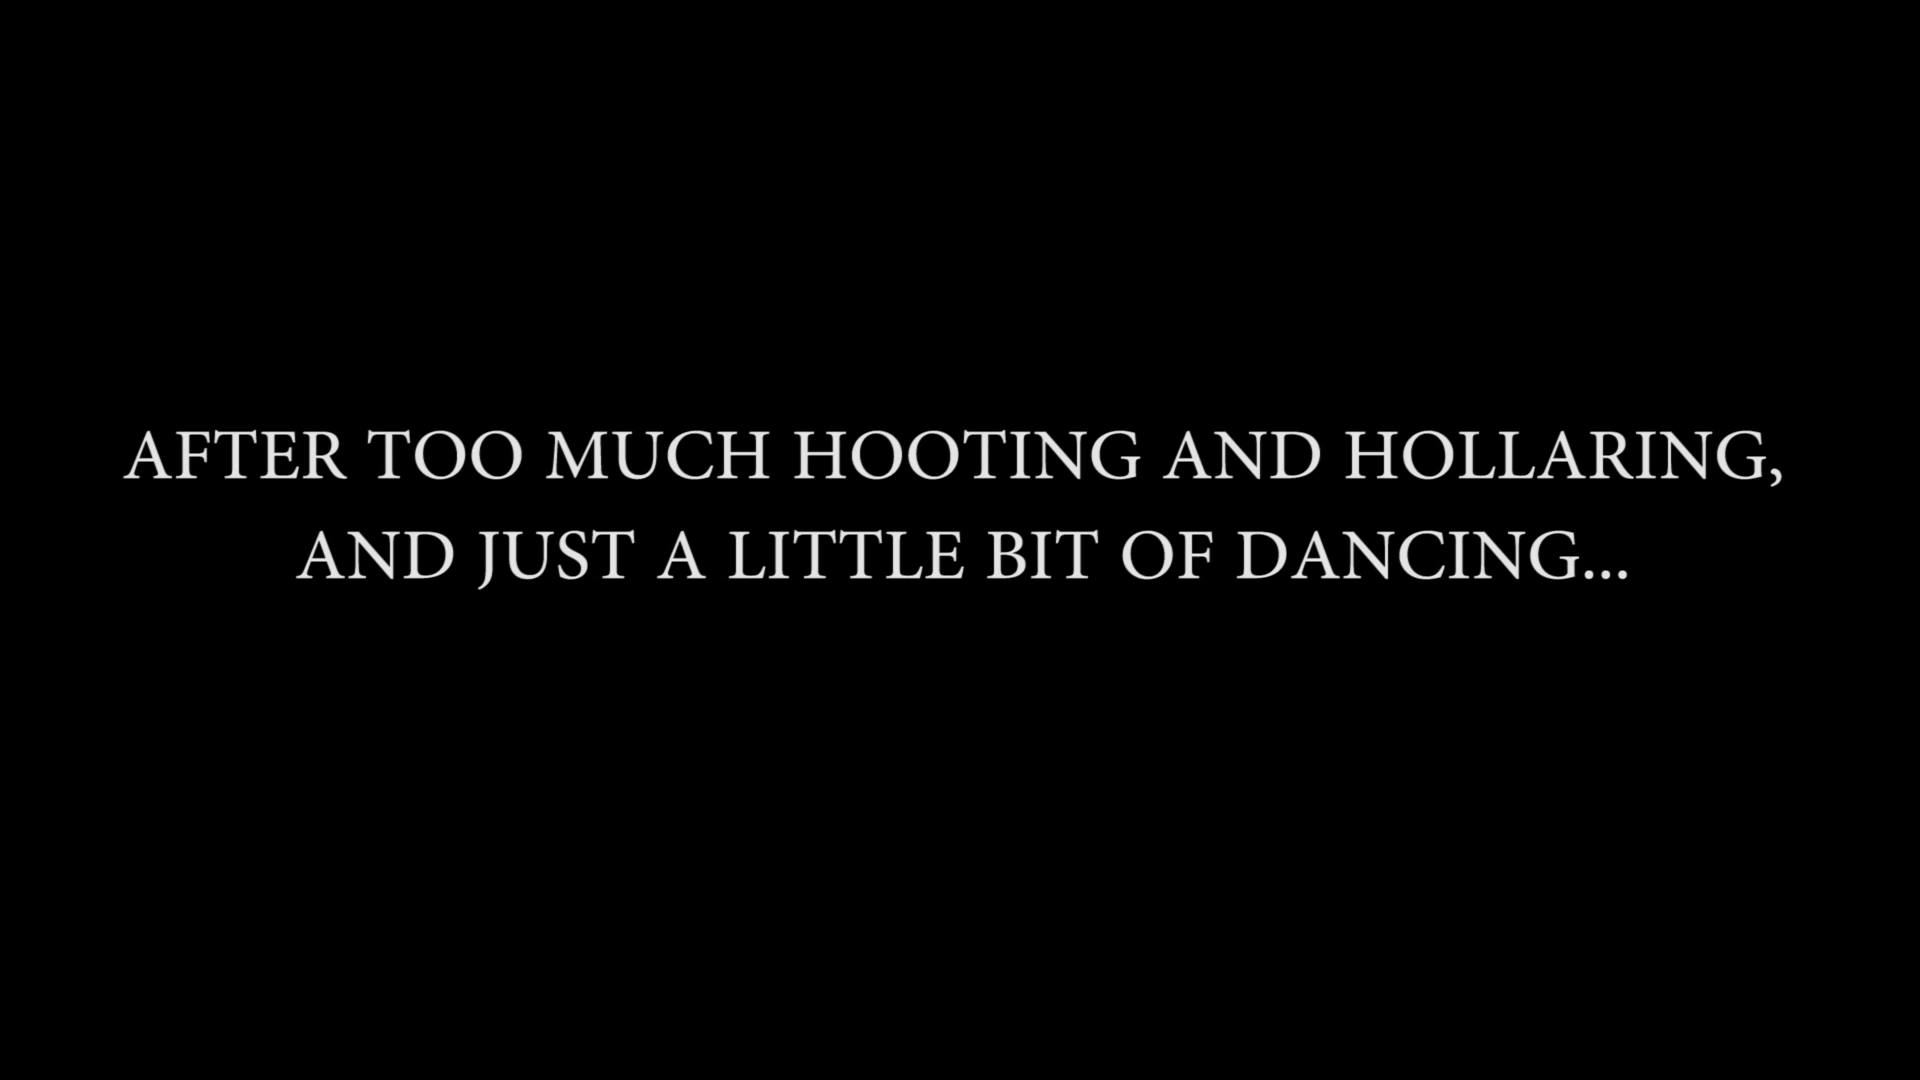 AFTER TOO MUCH HOOTING AND HOLLARING,
AND JUST A LITTLE BIT OF DANCING...